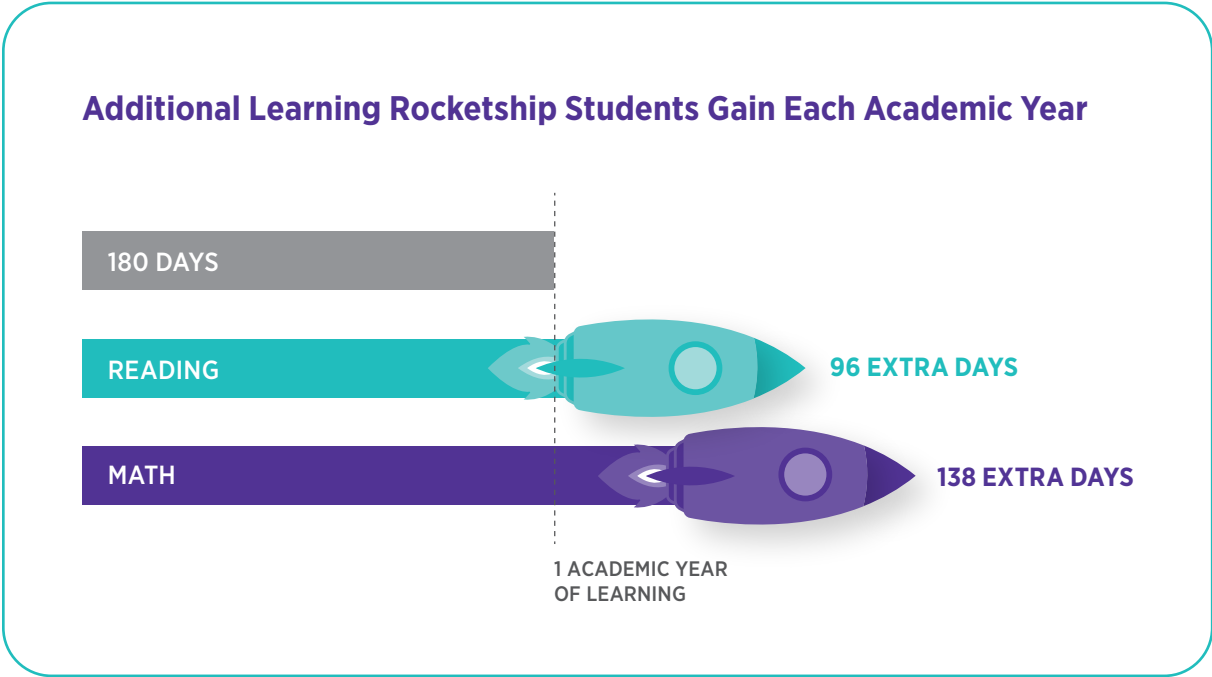 Additional Learning Rocketship Students Gain Each Academic Year
180 DAYS
READING
96 EXTRA DAYS
MATH
138 EXTRA DAYS
1 ACADEMIC YEAR
OF LEARNING